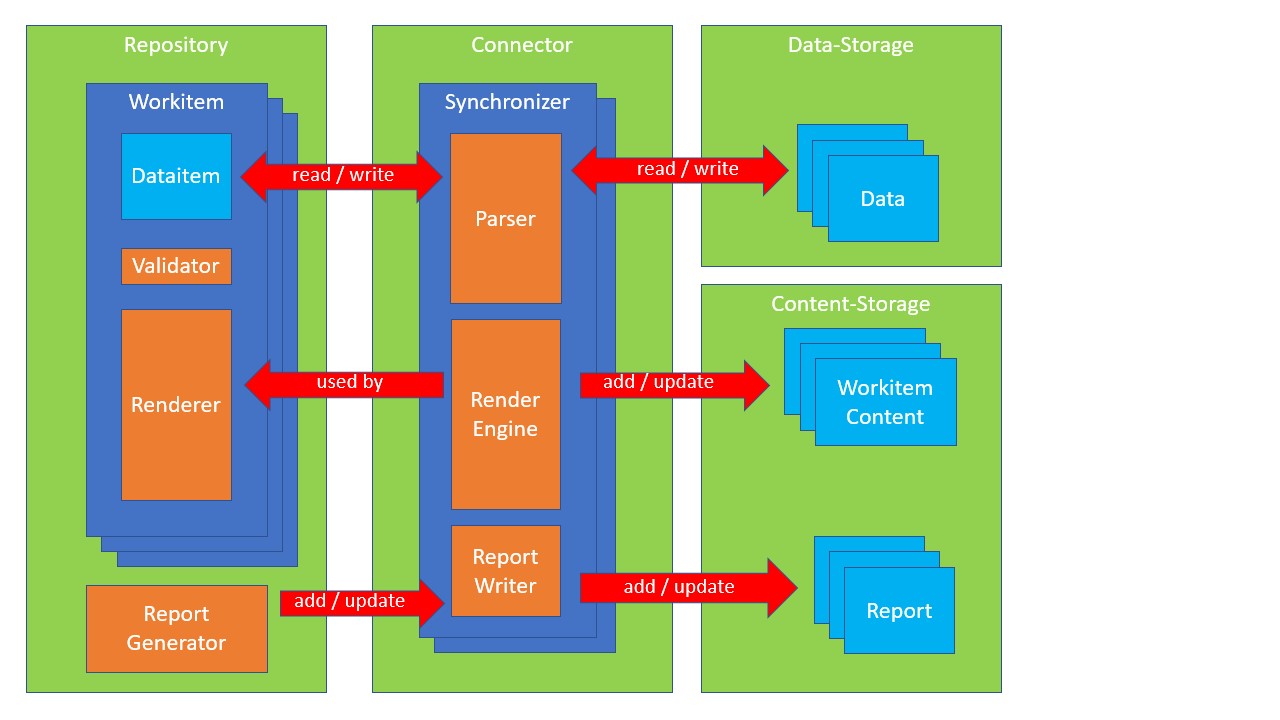 Repository
Workitem
Dataitem
Validator
Renderer
Report
Generator
read / write
used by
add / update
Connector
Synchronizer
Parser
Render
Engine
Report
Writer
read / write
add / update
add / update
Data-Storage
Data
Content-Storage
Workitem
Content
Report